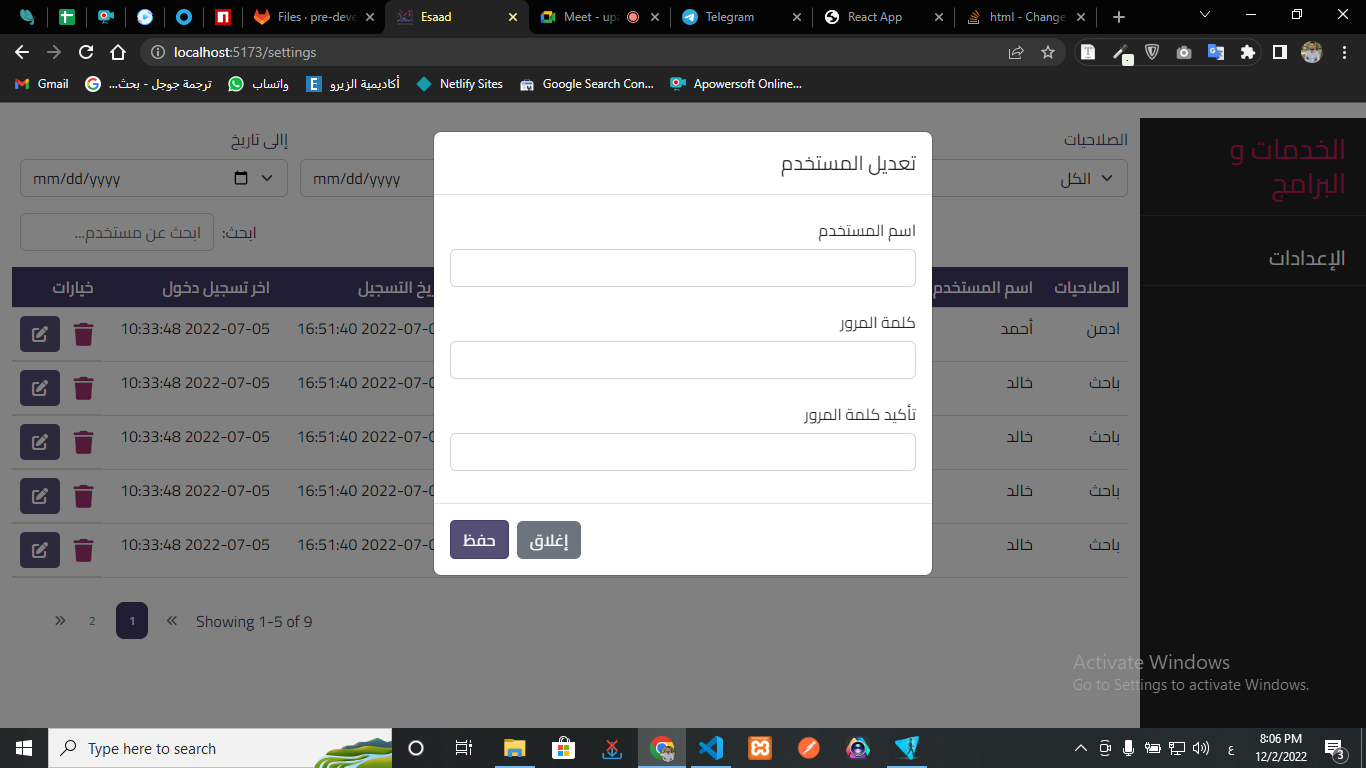 Files · pre-deve
Esaad
Meet - upa
Telegram
React App
html - Change
localhost:5173/settings
Gmail
ترجمة جوجل - بحث...
واتساب
أكاديمية الزيرو
Netlify Sites
Google Search Con...
Apowersoft Online...
الخدمات و
البرامج
الإعدادات
الصلاحيات
إالى تاريخ
الكل
mm/dd/yyyy
mm/dd/yyyy
ابحث:
ابحث عن مستخدم...
الصلاحيات
اسم المستخدم
ريخ التسجيل
اخر تسجيل دخول
خيارات
ادمن
أحمد
16:51:40 2022-07-0
10:33:48 2022-07-05
باحث
خالد
16:51:40 2022-07-0
10:33:48 2022-07-05
باحث
خالد
16:51:40 2022-07-0
10:33:48 2022-07-05
باحث
خالد
16:51:40 2022-07-0
10:33:48 2022-07-05
باحث
خالد
16:51:40 2022-07-0
10:33:48 2022-07-05
» 2 1 « Showing 1-5 of 9
تعديل المستخدم
اسم المستخدم
كلمة المرور
تأكيد كلمة المرور
إغلاق
حفظ
Activate Windows
Go to Settings to activate Windows.
Type here to search
ع
8:06 PM
12/2/2022
3